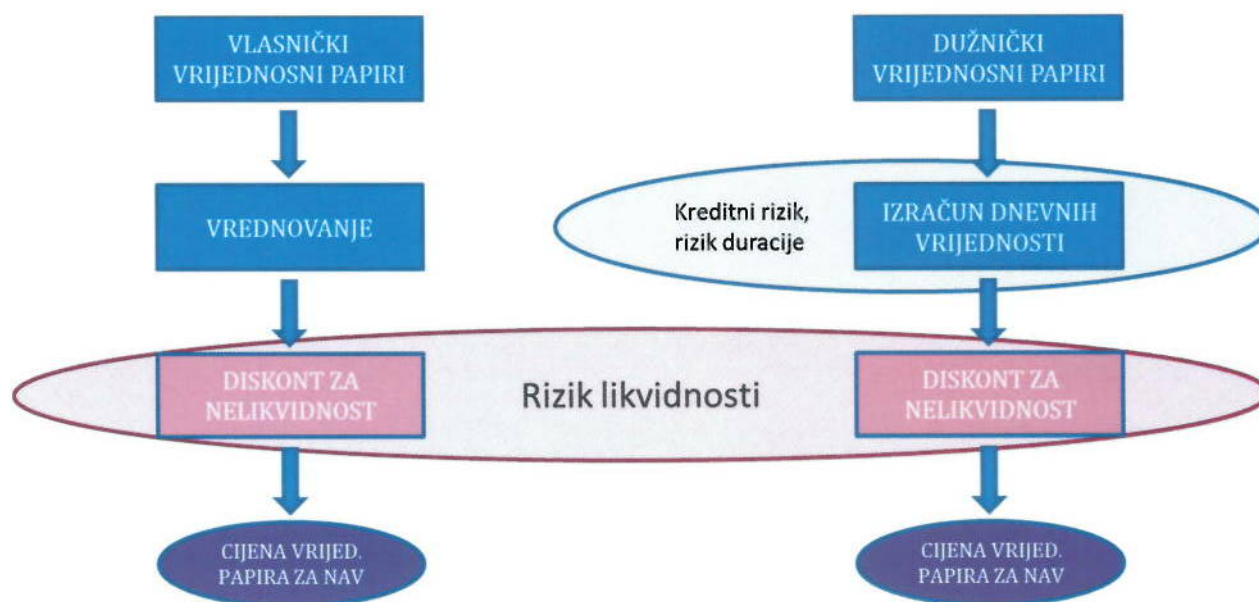 VLASNIČKI
VRIJEDNOSNI PAPIRI
DUŽNIČKI
VRIJEDNOSNI PAPIRI
VREDNOVANJE
Kreditni rizik,
rizik duracije
IZRAČUN DNEVNIH
VRIJEDNOSTI
DISKONT ZA
NELIKVIDNOST
Rizik likvidnosti
DISKONT ZA
NELIKVIDNOST
CIJENA VRIJED.
PAPIRA ZA NAV
CIJENA VRIJED.
PAPIRA ZA NAV